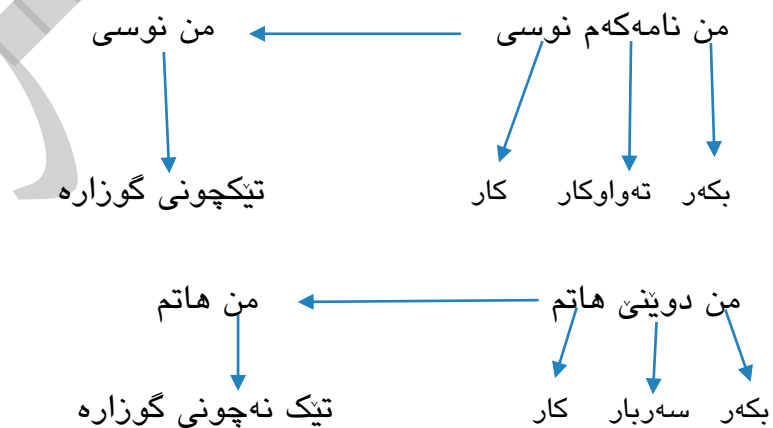 من نامەکەم نوسی من نوسی
بکەر تەواوکار کار تێکچونی گوزارە
من دوێنێ هاتم من هاتم
بکەر سەربار کار تێک نەچونی گوزارە